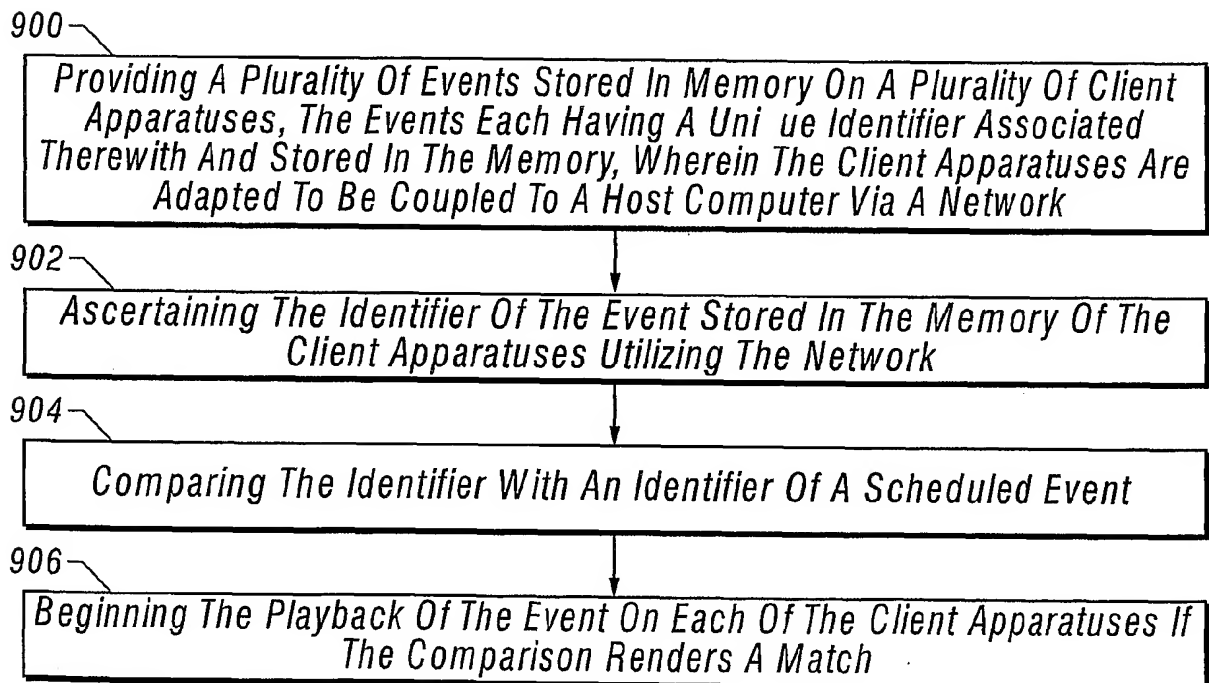 900
Providing A Plurality Of Events Stored In Memory On A Plurality Of Client
Apparatuses, The Events Each Having A Uni ue Identifier Associated
Therewith And Stored In The Memory, Wherein The Client Apparatuses Are
Adapted To Be Coupled To A Host Computer Via A Network
902
Ascertaining The Identifier Of The Event Stored In The Memory Of The
Client Apparatuses Utilizing The Network
904
Comparing The Identifier With An Identifier Of A Scheduled Event
906
Beginning The Playback Of The Event On Each Of The Client Apparatuses If
The Comparison Renders A Match